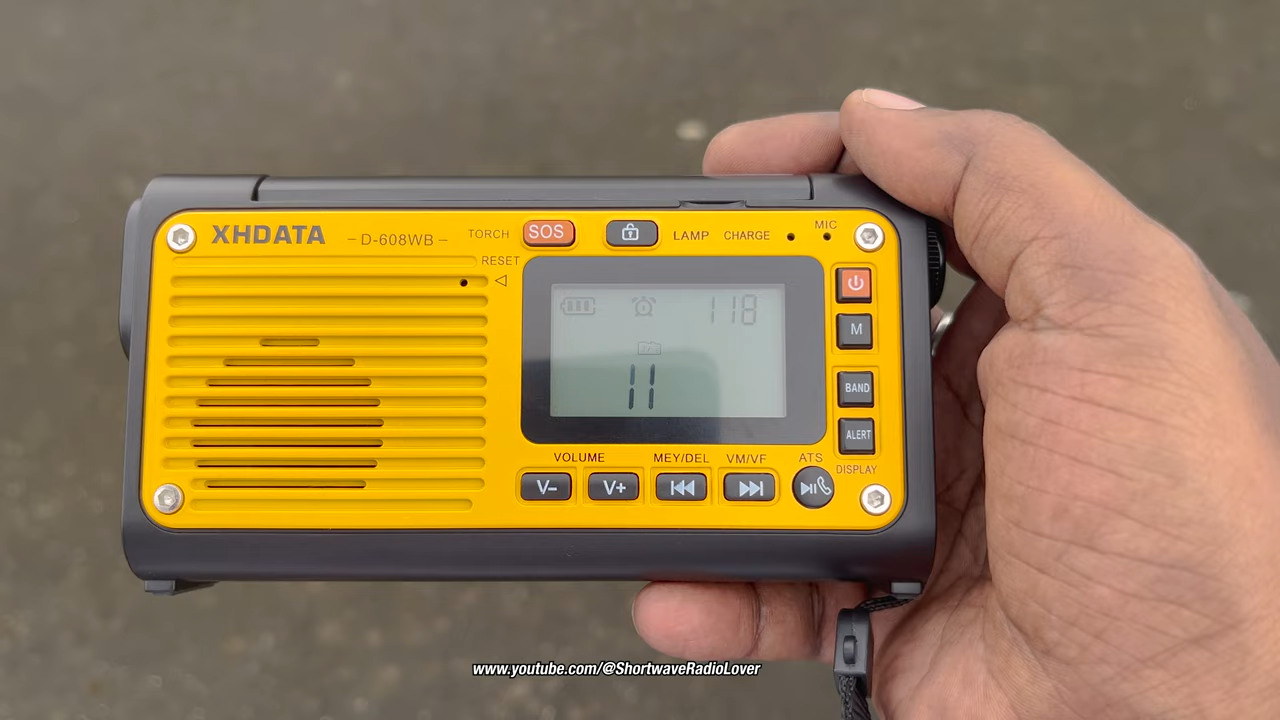 XHDATA
– D-608WB –
TORCH
SOS
LAMP
CHARGE
MIC
RESET
118
11
M
BAND
ALERT
VOLUME
MEY/DEL
VM/VF
ATS
DISPLAY
V–
V+
www.youtube.com/@ShortwaveRadioLover